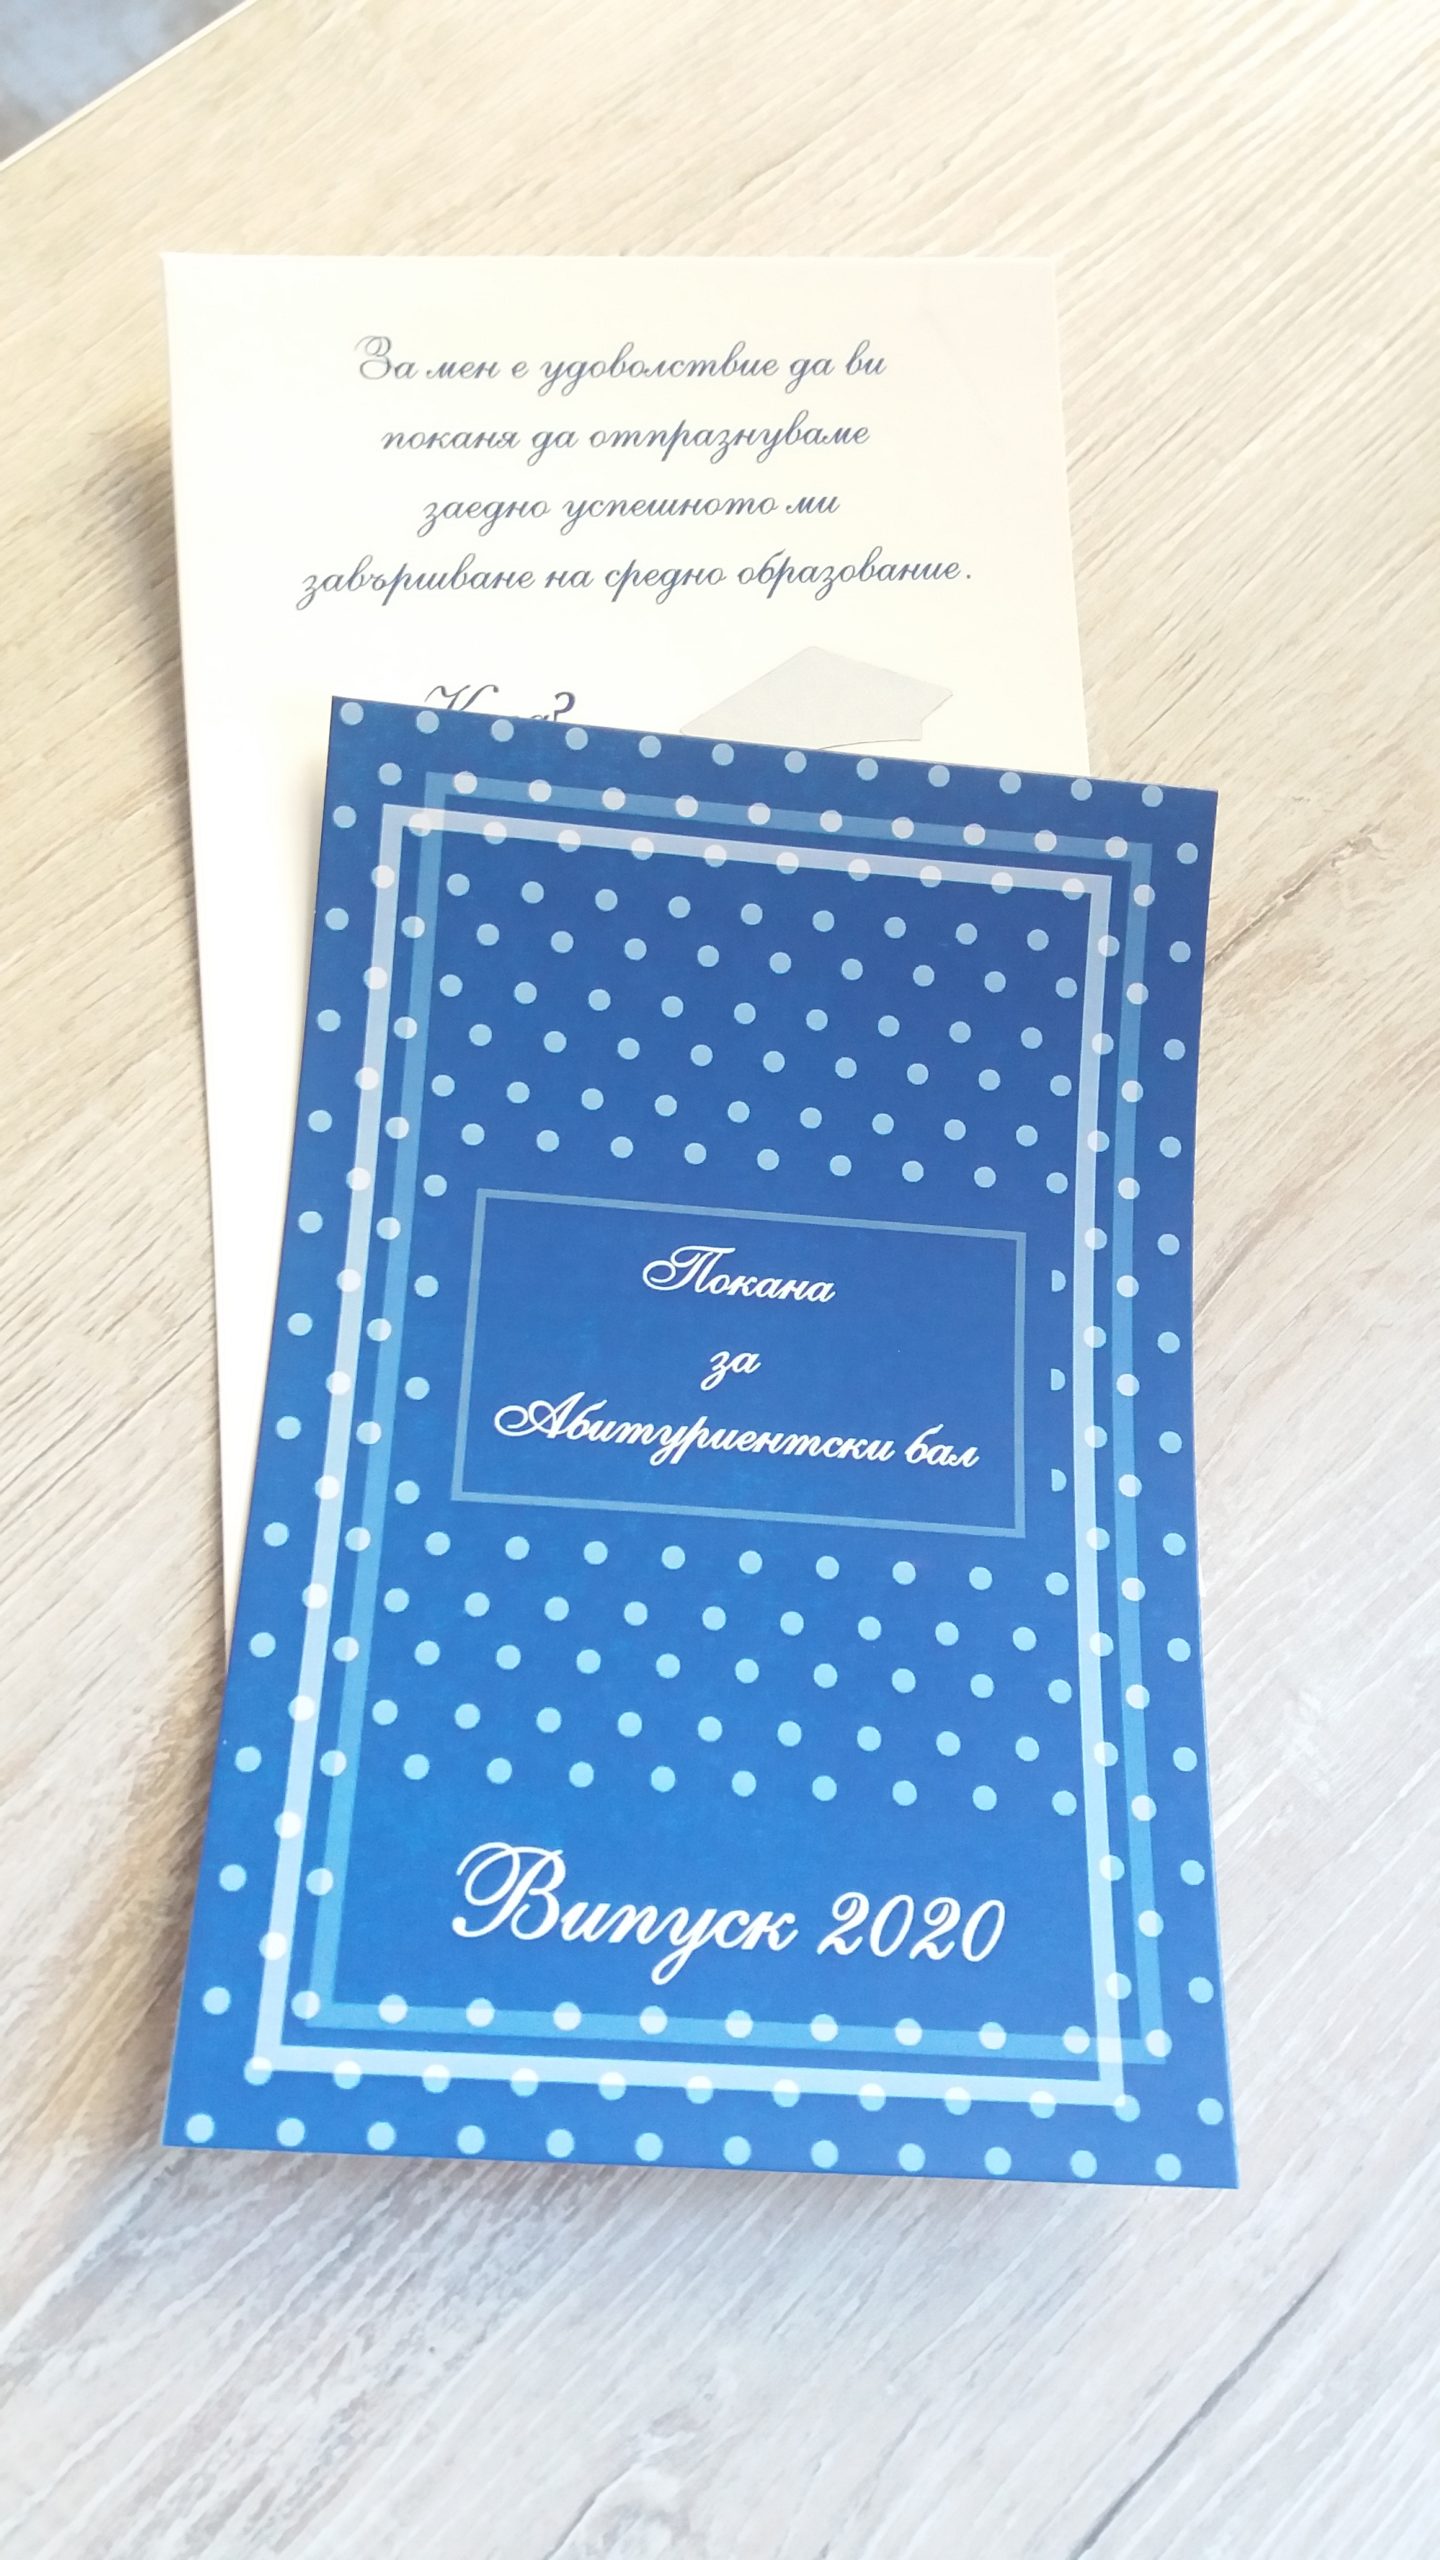 За мен е удоволствие да ви
поканя да отпразнуваме
заедно успешното ми
завършване на средно образование.
Покана
за
Абитуриентски бал
Випуск 2020